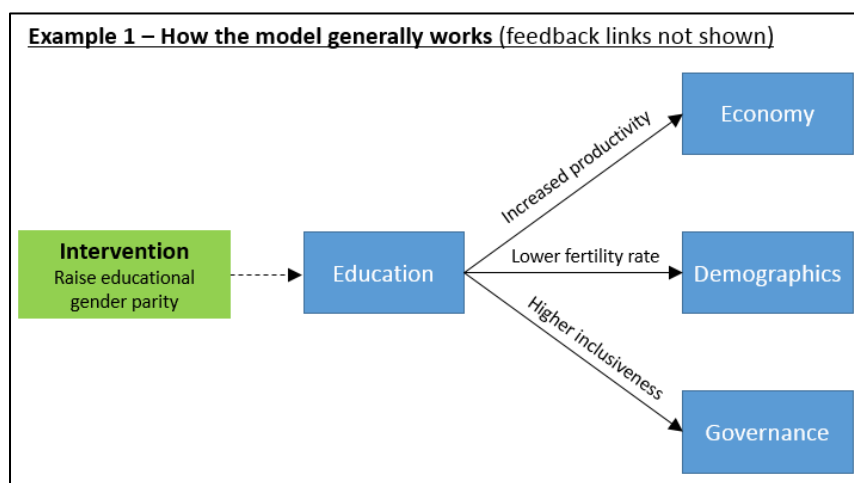 Example 1 – How the model generally works (feedback links not shown)
Economy
Increased productivity
Intervention
Raise educational
gender parity
Education
Lower fertility rate
Demographics
Higher inclusiveness
Governance